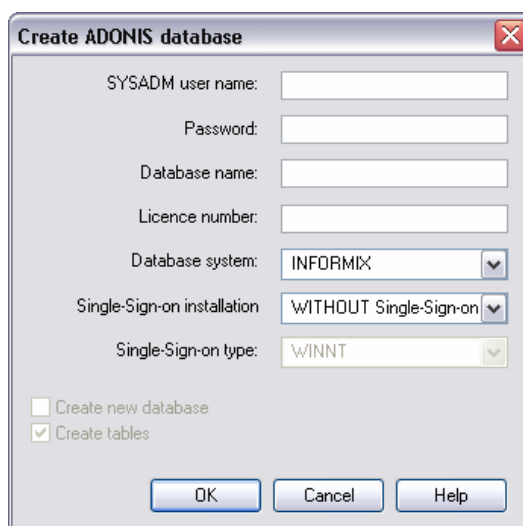 Create ADONIS database
SYSADM user name:
Password:
Database name:
Licence number:
Database system: INFORMIX
Single-Sign-on installation WITHOUT Single-Sign-on
Single-Sign-on type: WINNT
Create new database
Create tables
OK Cancel Help